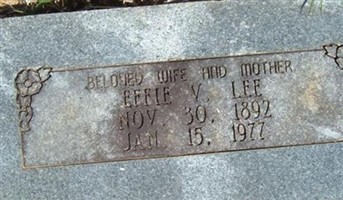 BELOVED WIFE AND MOTHER
EFFIE V. LEE
NOV 30, 1892
JAN 15, 1977